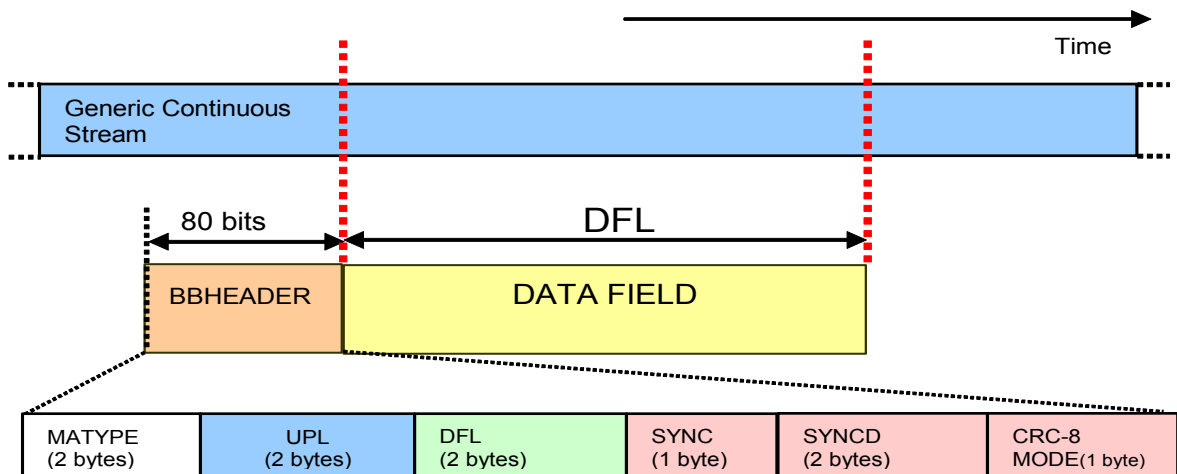 Time
Generic Continuous
Stream
80 bits
DFL
BBHEADER
DATA FIELD
MATYPE
(2 bytes)
UPL
(2 bytes)
DFL
(2 bytes)
SYNC
(1 byte)
SYNCD
(2 bytes)
CRC-8
MODE(1 byte)